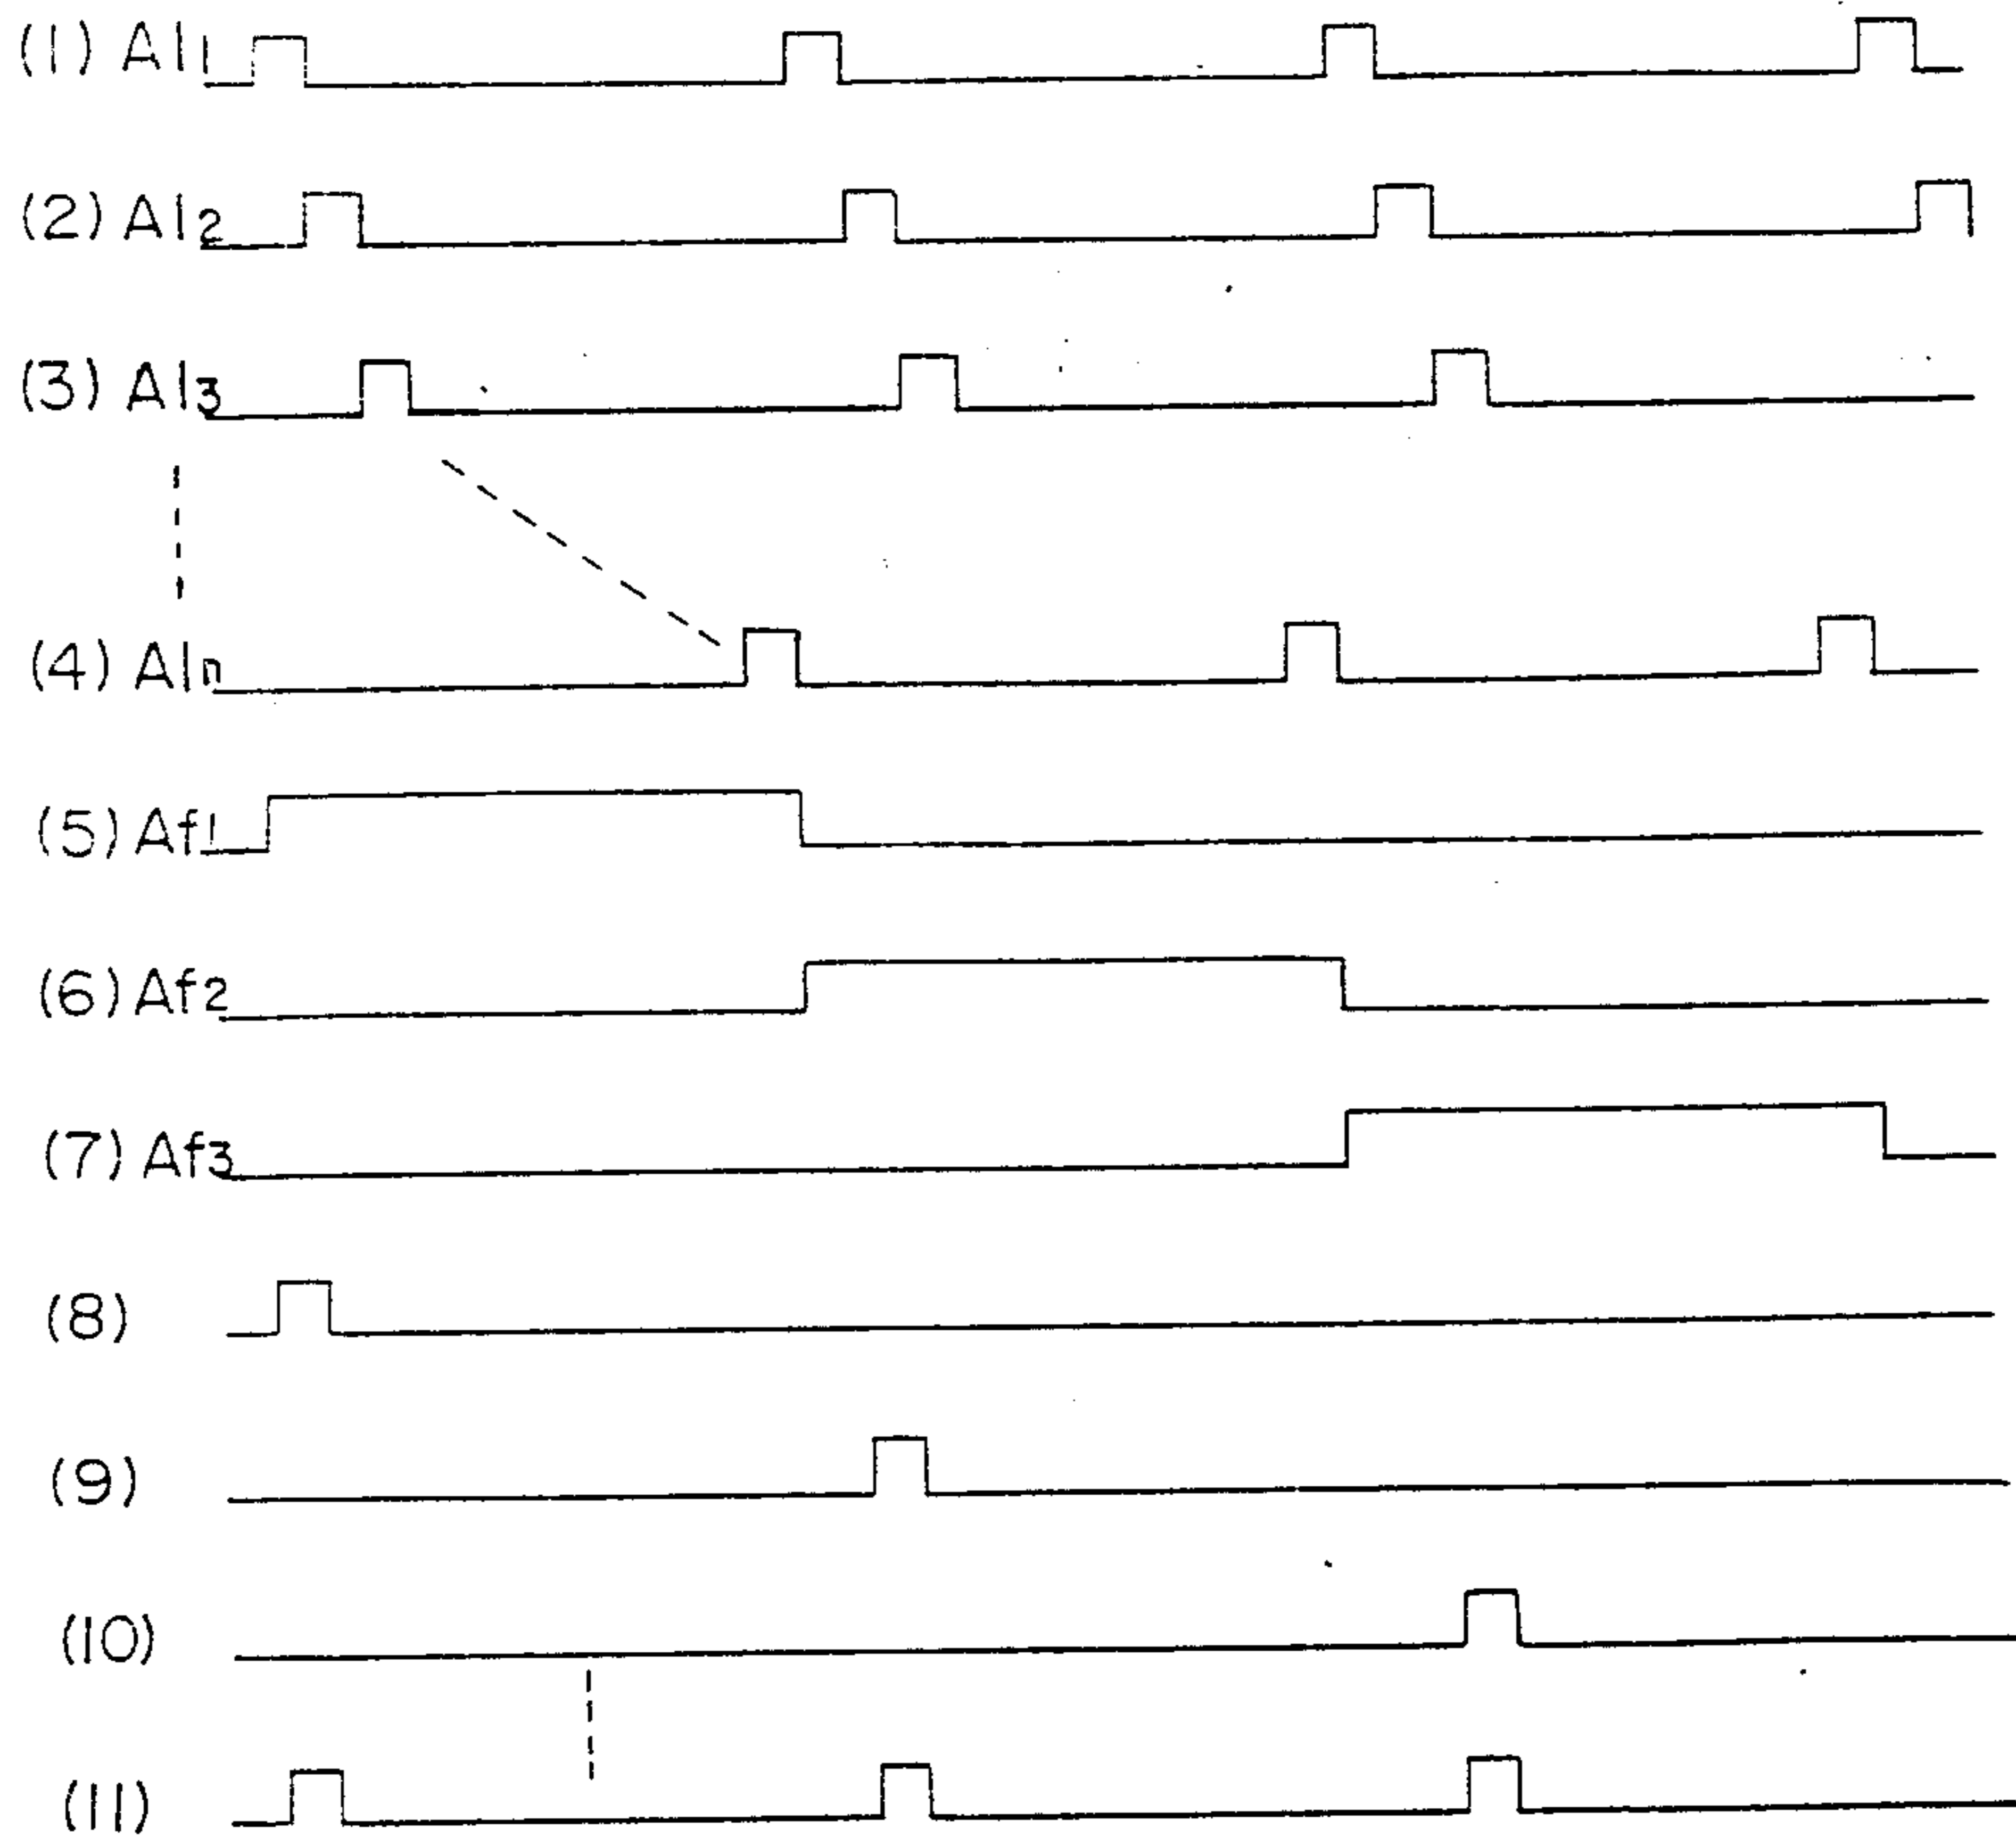 (1) Al1
(2) Al2
(3) Al3
(4) Aln
(5) Af1
(6) Af2
(7) Af3
(8)
(9)
(10)
(11)